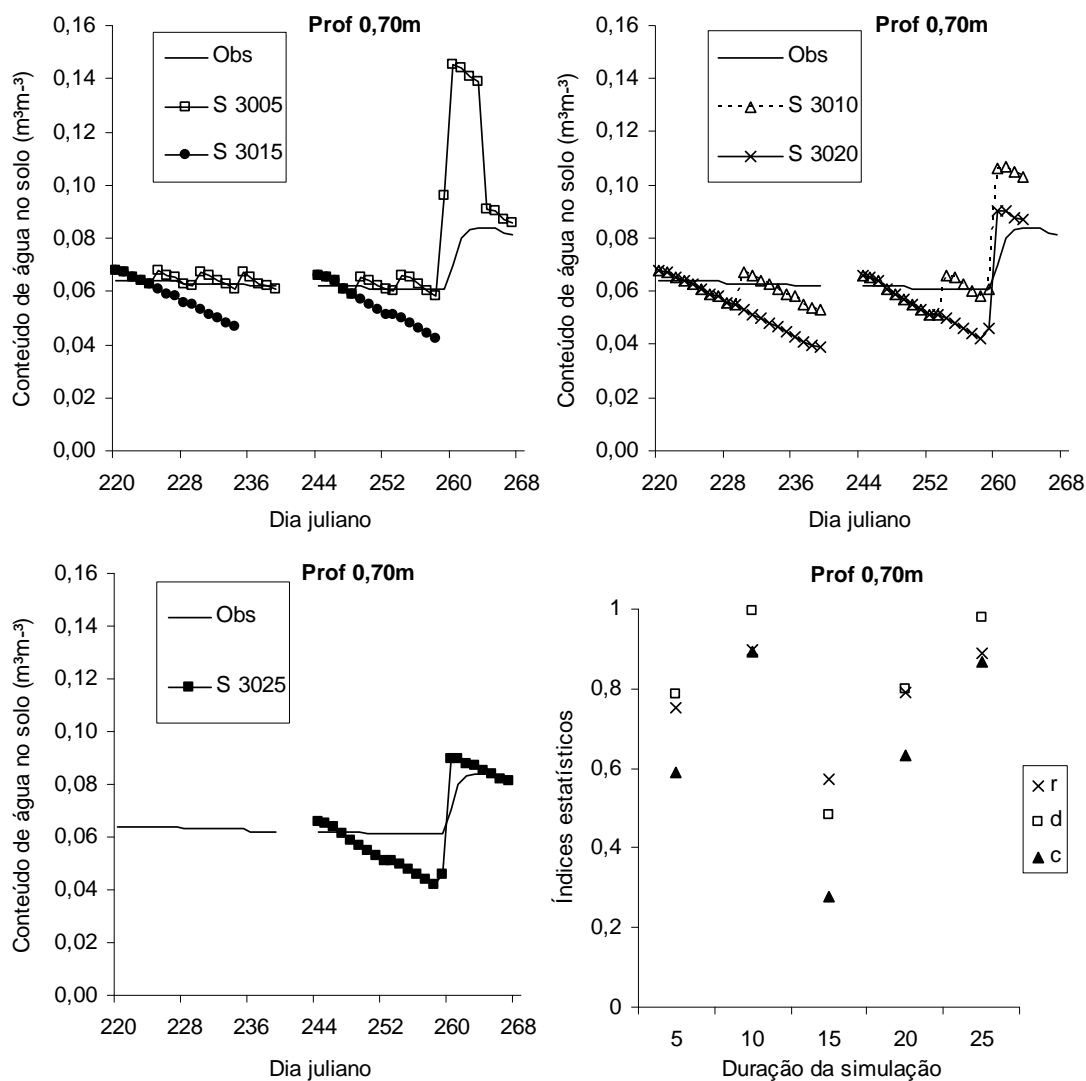 Prof 0,70m
Conteúdo de água no solo (m³m-³)
0,16
0,14
0,12
0,10
0,08
0,06
0,04
0,02
0,00
Obs
S 3005
S 3015
220 228 236 244 252 260 268
Dia juliano
Prof 0,70m
Conteúdo de água no solo (m³m-³)
0,16
0,14
0,12
0,10
0,08
0,06
0,04
0,02
0,00
Obs
S 3010
S 3020
220 228 236 244 252 260 268
Dia juliano
Prof 0,70m
Conteúdo de água no solo (m³m-³)
0,16
0,14
0,12
0,10
0,08
0,06
0,04
0,02
0,00
Obs
S 3025
220 228 236 244 252 260 268
Dia juliano
Prof 0,70m
Índices estatísticos
1
0,8
0,6
0,4
0,2
0
r
d
c
5 10 15 20 25
Duração da simulação